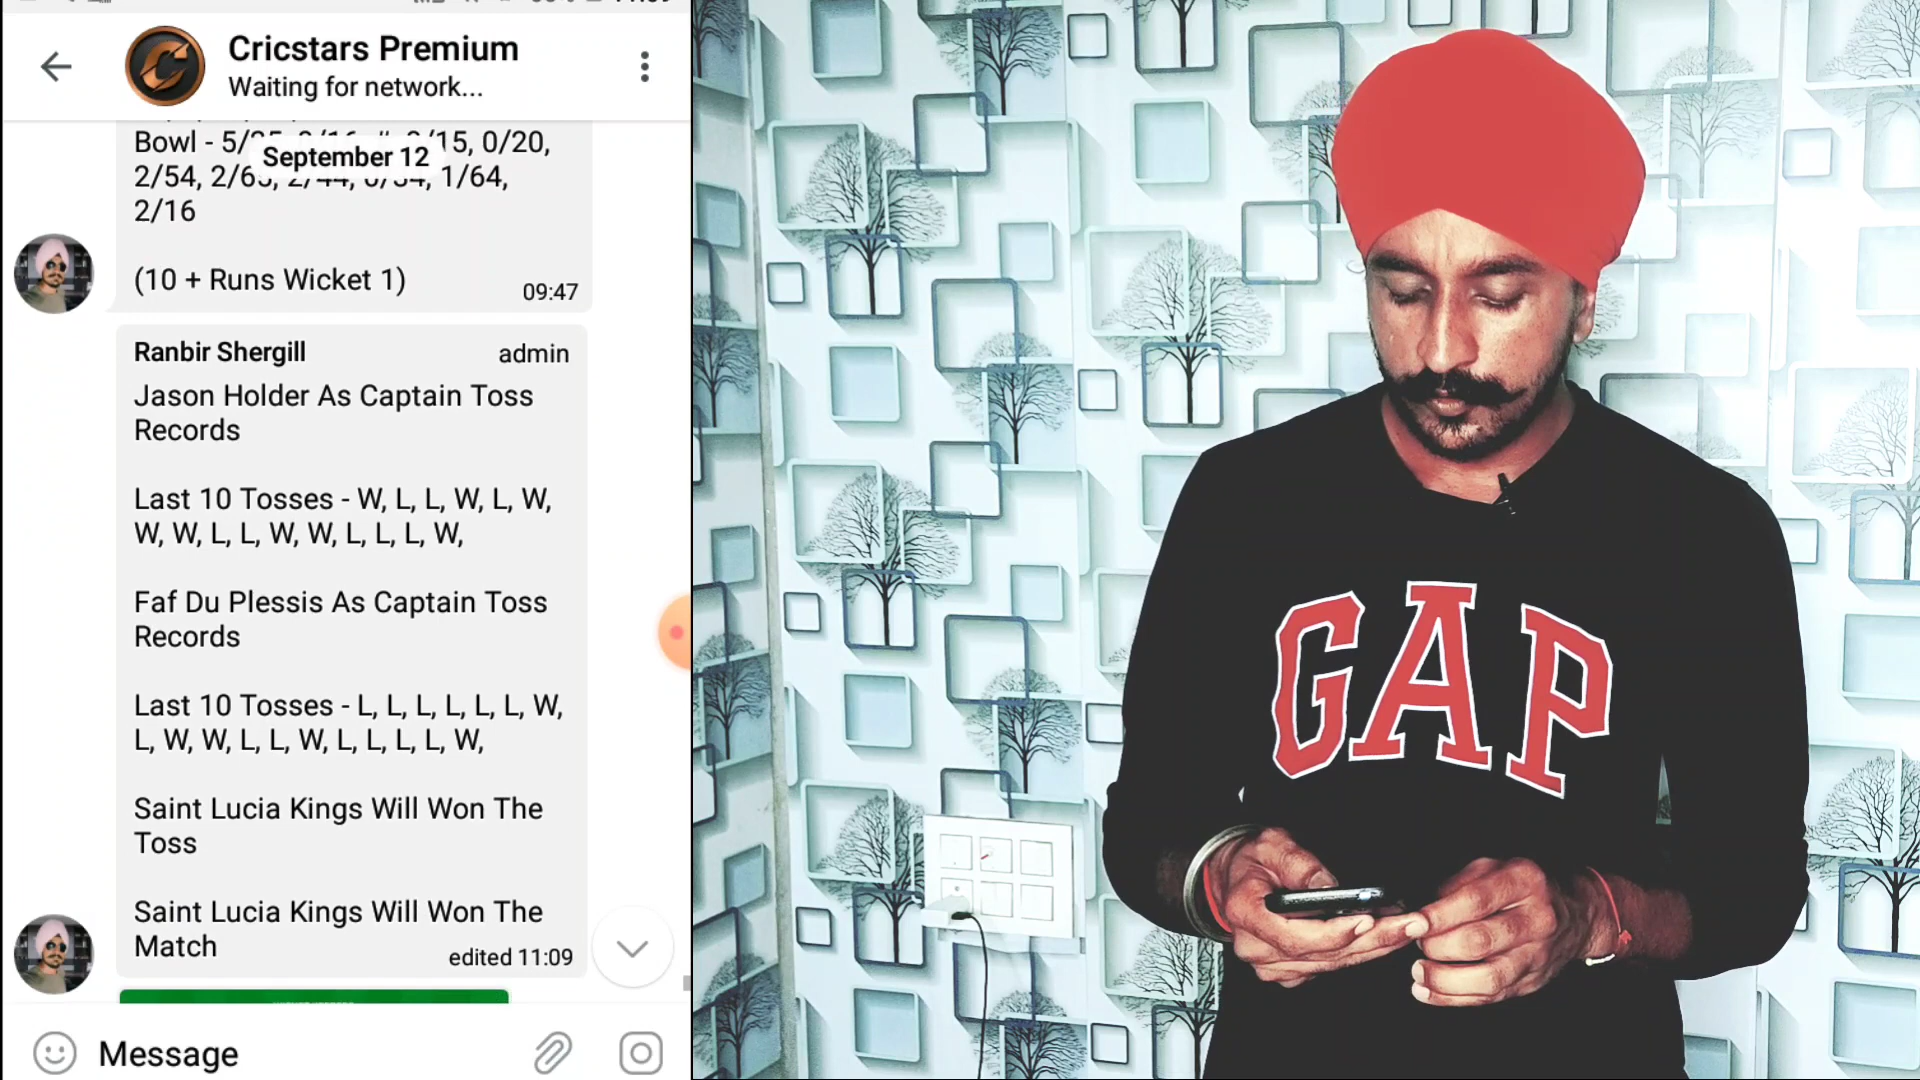 Cricstars Premium
Waiting for network...
September 12
Bowl - 15, 0/20,
2/54, 1/64,
2/16
(10 + Runs Wicket 1)
09:47
Ranbir Shergill admin
Jason Holder As Captain Toss
Records
Last 10 Tosses - W, L, L, W, L, W,
W, W, L, L, W, W, L, L, L, W,
Faf Du Plessis As Captain Toss
Records
Last 10 Tosses - L, L, L, L, L, L, W,
L, W, W, L, L, W, L, L, L, L, W,
Saint Lucia Kings Will Won The
Toss
Saint Lucia Kings Will Won The
Match
edited 11:09
Message
GAP